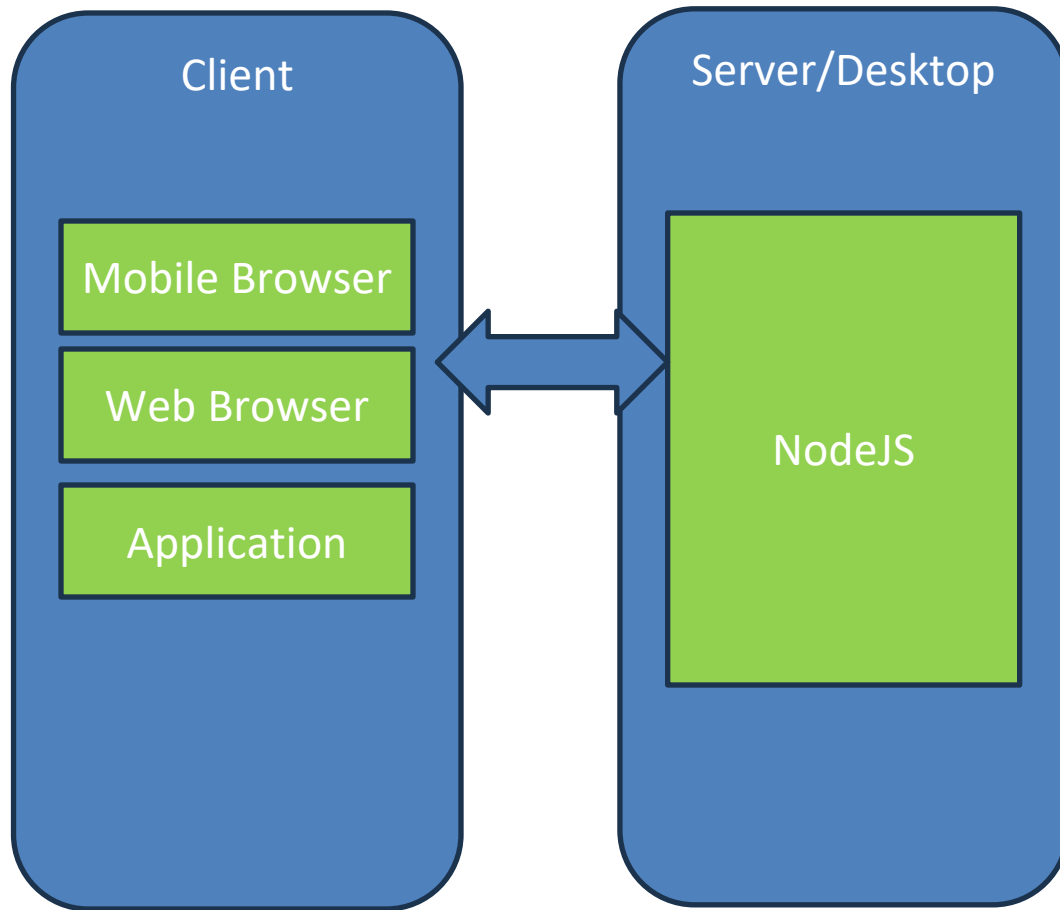 Client
Mobile Browser
Web Browser
Application
Server/Desktop
NodeJS